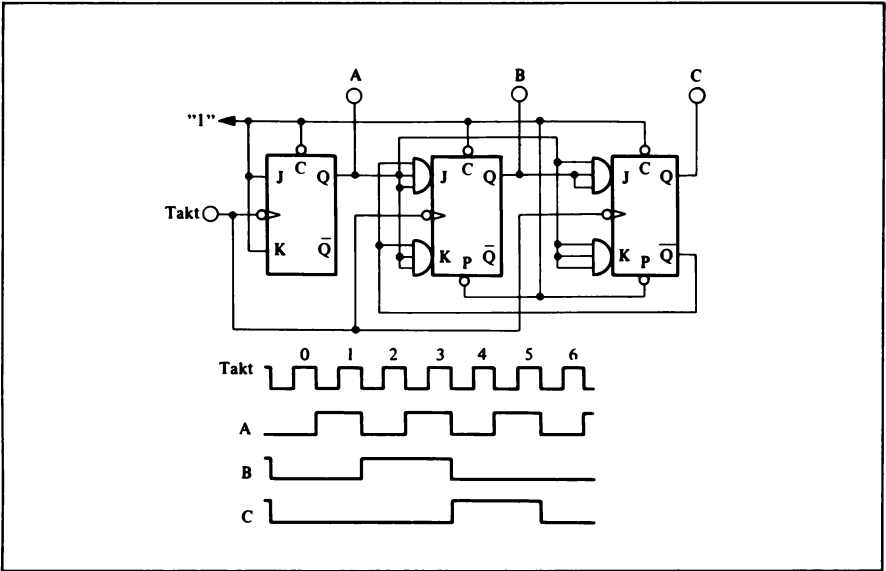 A B C
"1"
C C C
J Q J Q J Q
Takt
K Q̅ K P Q̅ K P Q̅
0 1 2 3 4 5 6
Takt
A
B
C